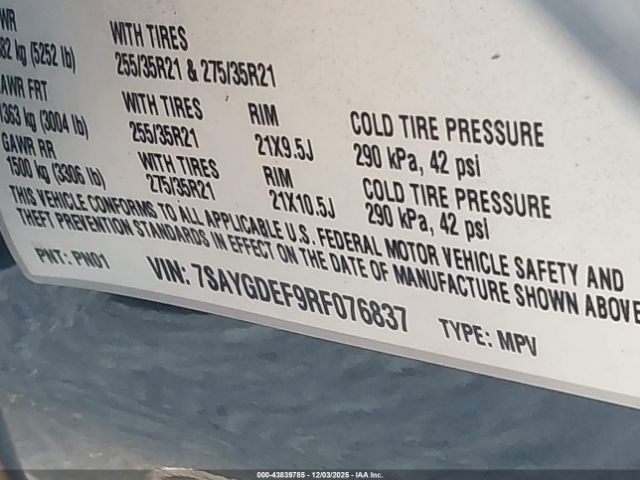 WR WITH TIRES
82 kg (5252 lb) 255/35R21 & 275/35R21
AWR FRT WITH TIRES RIM COLD TIRE PRESSURE
1363 kg (3004 lb) 255/35R21 21X9.5J 290 kPa, 42 psi
GAWR RR WITH TIRES RIM COLD TIRE PRESSURE
1500 kg (3306 lb) 275/35R21 21X10.5J 290 kPa, 42 psi
THIS VEHICLE CONFORMS TO ALL APPLICABLE U.S. FEDERAL MOTOR VEHICLE SAFETY AND
THEFT PREVENTION STANDARDS IN EFFECT ON THE DATE OF MANUFACTURE SHOWN ABOVE
PNT: PN01 VIN: 7SAYGDEF9RF076837 TYPE: MPV
000-43839785 - 12/03/2025 - IAA Inc.